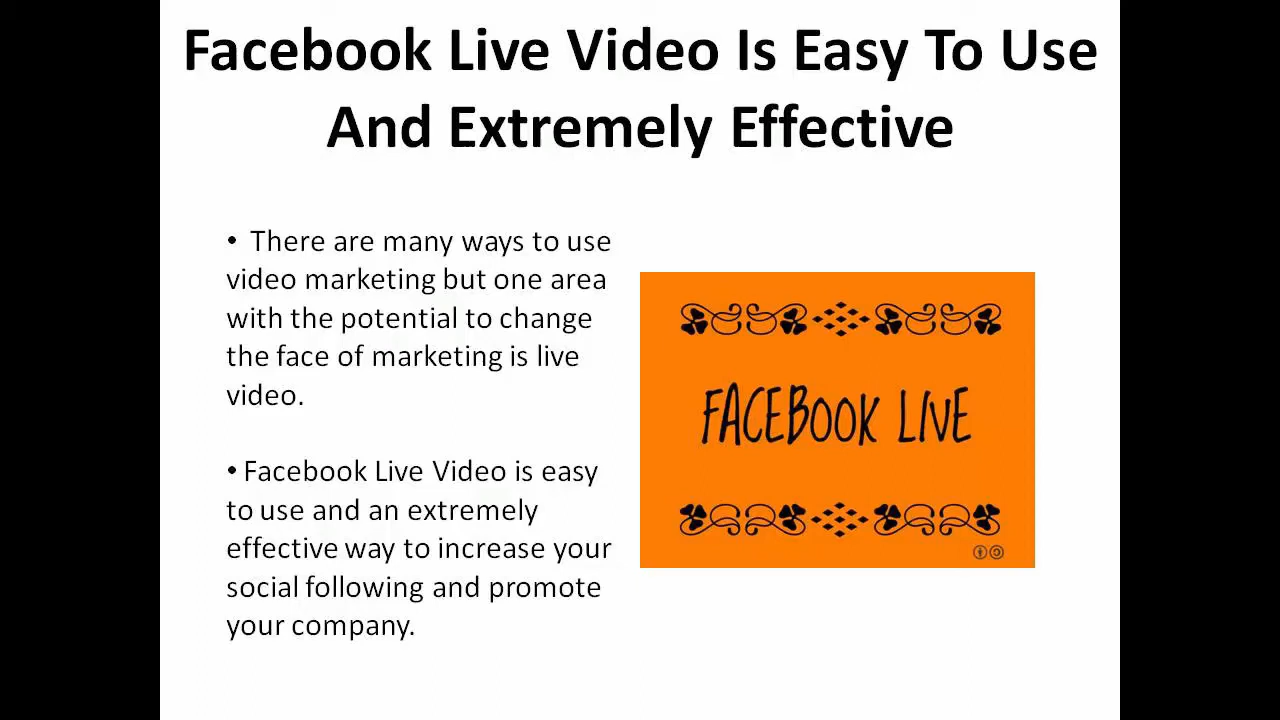 Facebook Live Video Is Easy To Use
And Extremely Effective
• There are many ways to use
video marketing but one area
with the potential to change
the face of marketing is live
video.
• Facebook Live Video is easy
to use and an extremely
effective way to increase your
social following and promote
your company.
FACEBOOK LIVE